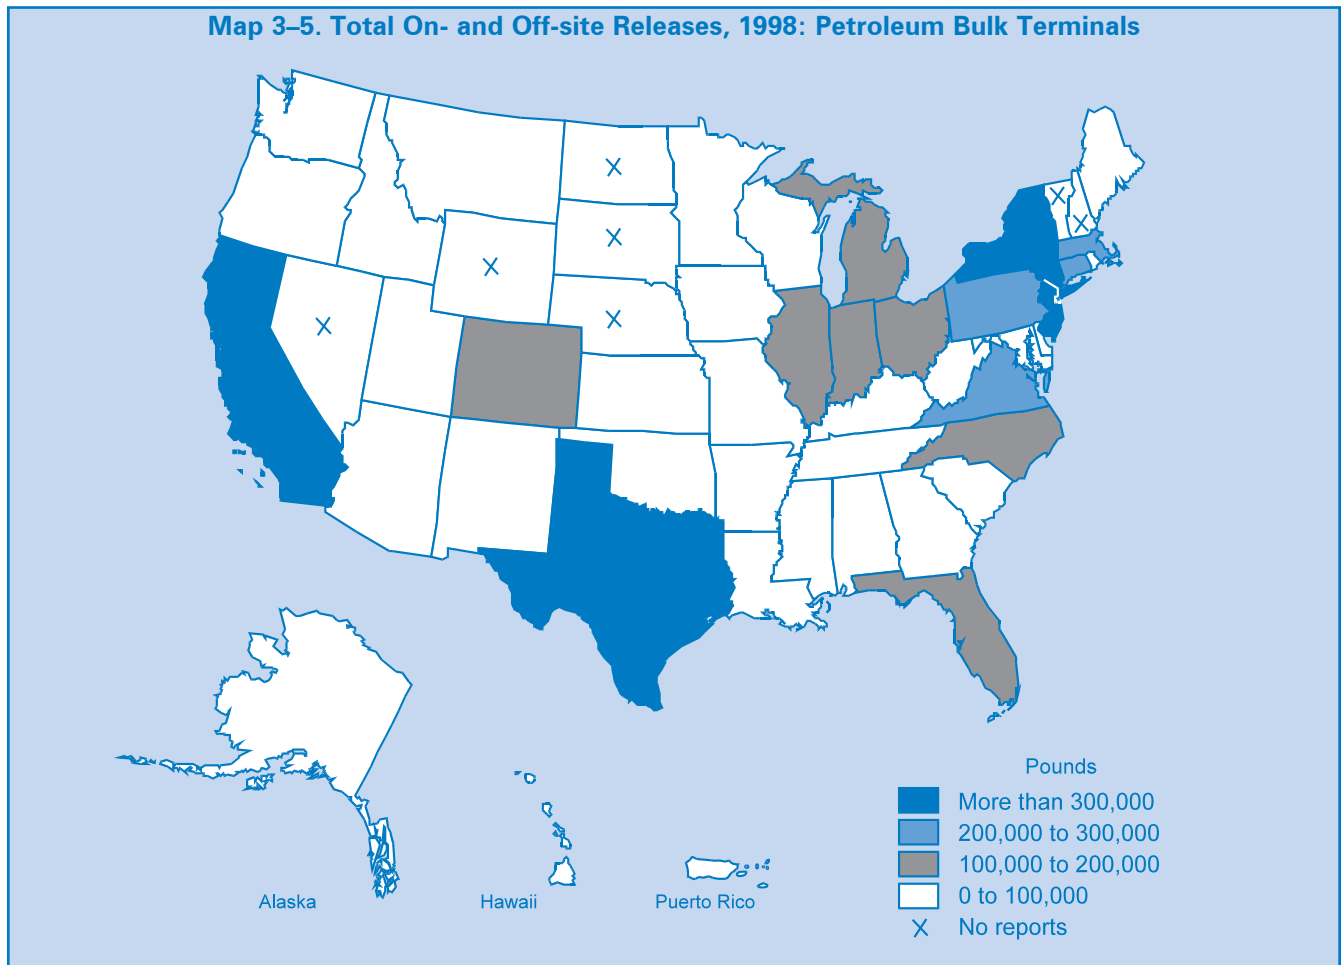 Map 3–5. Total On- and Off-site Releases, 1998: Petroleum Bulk Terminals
Pounds
More than 300,000
200,000 to 300,000
100,000 to 200,000
0 to 100,000
No reports
Alaska
Hawaii
Puerto Rico